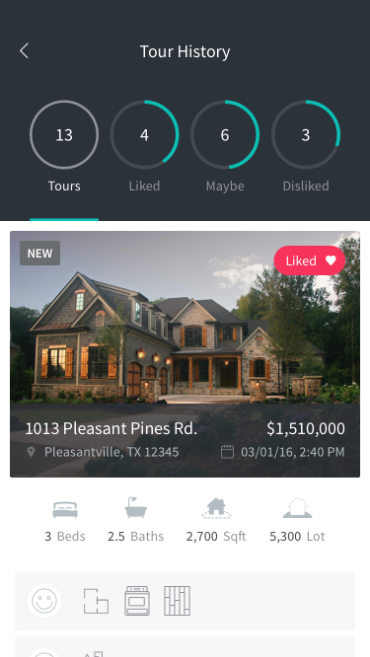 Tour History
13 4 6 3
Tours Liked Maybe Disliked
NEW
Liked
1013 Pleasant Pines Rd. $1,510,000
Pleasantville, TX 12345 03/01/16, 2:40 PM
3 Beds 2.5 Baths 2,700 Sqft 5,300 Lot